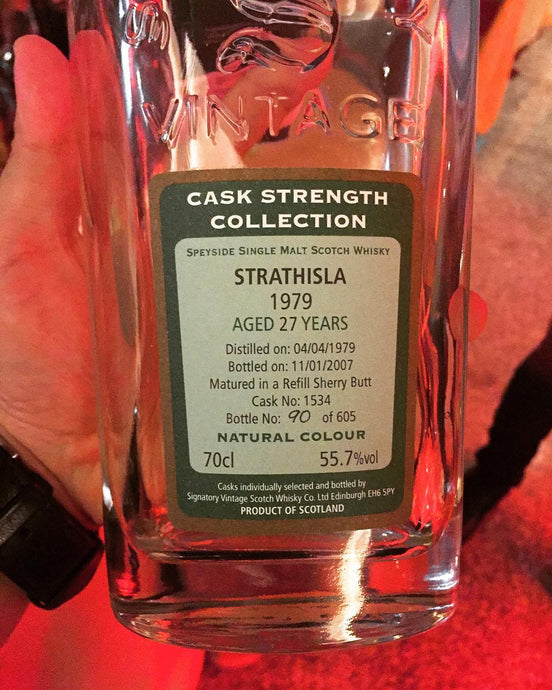 VINTAGE
CASK STRENGTH
COLLECTION
SPEYSIDE SINGLE MALT SCOTCH WHISKY
STRATHISLA
1979
AGED 27 YEARS
Distilled on: 04/04/1979
Bottled on: 11/01/2007
Matured in a Refill Sherry Butt
Cask No: 1534
Bottle No: 90 of 605
NATURAL COLOUR
70cl 55.7%vol
Casks individually selected and bottled by
Signatory Vintage Scotch Whisky Co. Ltd Edinburgh EH6 5PY
PRODUCT OF SCOTLAND